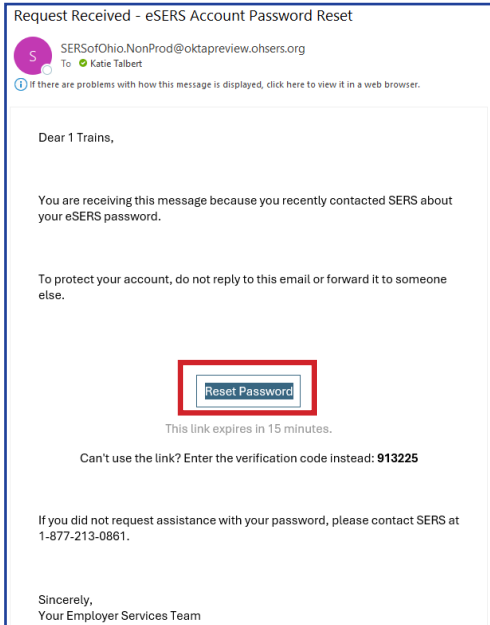 Request Received - eSERS Account Password Reset
S
SERSofOhio.NonProd@oktapreview.ohsers.org
To Katie Talbert
If there are problems with how this message is displayed, click here to view it in a web browser.
Dear 1 Trains,
You are receiving this message because you recently contacted SERS about
your eSERS password.
To protect your account, do not reply to this email or forward it to someone
else.
Reset Password
This link expires in 15 minutes.
Can't use the link? Enter the verification code instead: 913225
If you did not request assistance with your password, please contact SERS at
1-877-213-0861.
Sincerely,
Your Employer Services Team